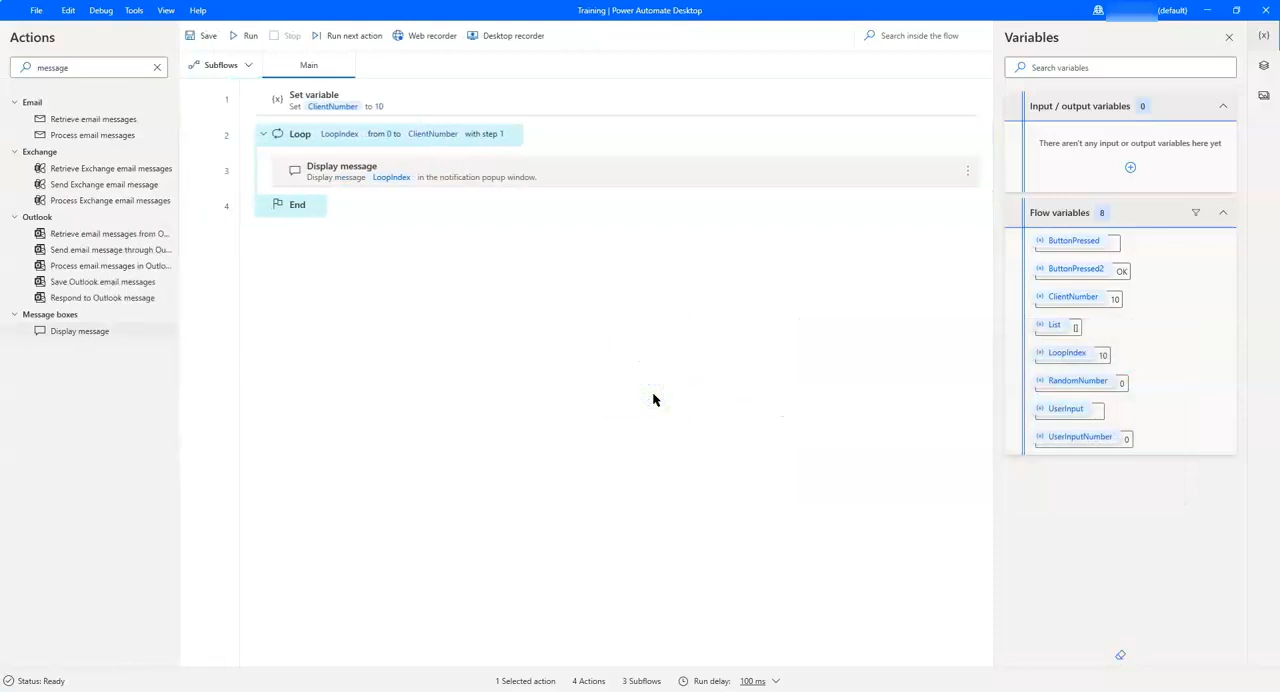 File Edit Debug Tools View Help Training | Power Automate Desktop (default)
Actions
message
Email
Retrieve email messages
Process email messages
Exchange
Retrieve Exchange email messages
Send Exchange email message
Process Exchange email messages
Outlook
Retrieve email messages from O...
Send email message through Ou...
Process email messages in Outlo...
Save Outlook email messages
Respond to Outlook message
Message boxes
Display message
Save Run Stop Run next action Web recorder Desktop recorder Search inside the flow
Subflows Main
1 {x} Set variable
Set ClientNumber to 10
2 Loop LoopIndex from 0 to ClientNumber with step 1
3 Display message
Display message LoopIndex in the notification popup window.
4 End
Variables
{x}
Search variables
Input / output variables 0
There aren't any input or output variables here yet
Flow variables 8
{x} ButtonPressed
{x} ButtonPressed2 OK
{x} ClientNumber 10
{x} List []
{x} LoopIndex 10
{x} RandomNumber 0
{x} UserInput
{x} UserInputNumber 0
Status: Ready 1 Selected action 4 Actions 3 Subflows Run delay: 100 ms